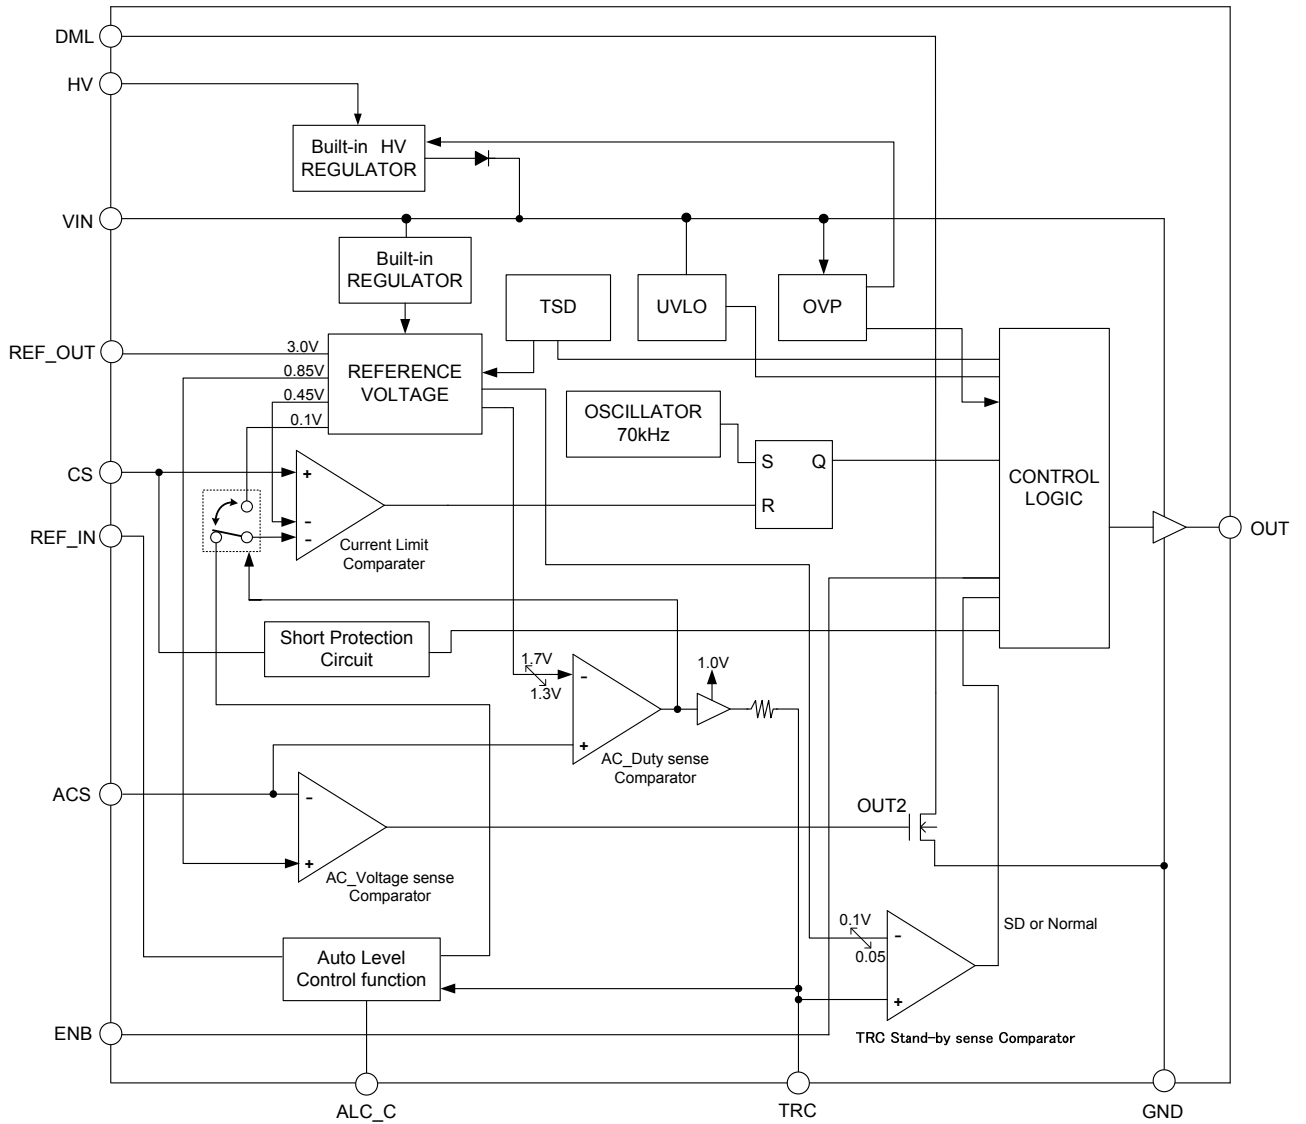 DML
HV
Built-in HV
REGULATOR
VIN
Built-in
REGULATOR
TSD
UVLO
OVP
REF_OUT
3.0V
0.85V
0.45V
0.1V
REFERENCE
VOLTAGE
OSCILLATOR
70kHz
S
Q
R
CONTROL
LOGIC
CS
+
-
-
REF_IN
Current Limit
Comparater
OUT
Short Protection
Circuit
1.7V
1.3V
-
+
1.0V
AC_Duty sense
Comparator
ACS
-
+
AC_Voltage sense
Comparator
OUT2
0.1V
0.05
-
+
SD or Normal
Auto Level
Control function
TRC Stand-by sense Comparator
ENB
ALC_C
TRC
GND